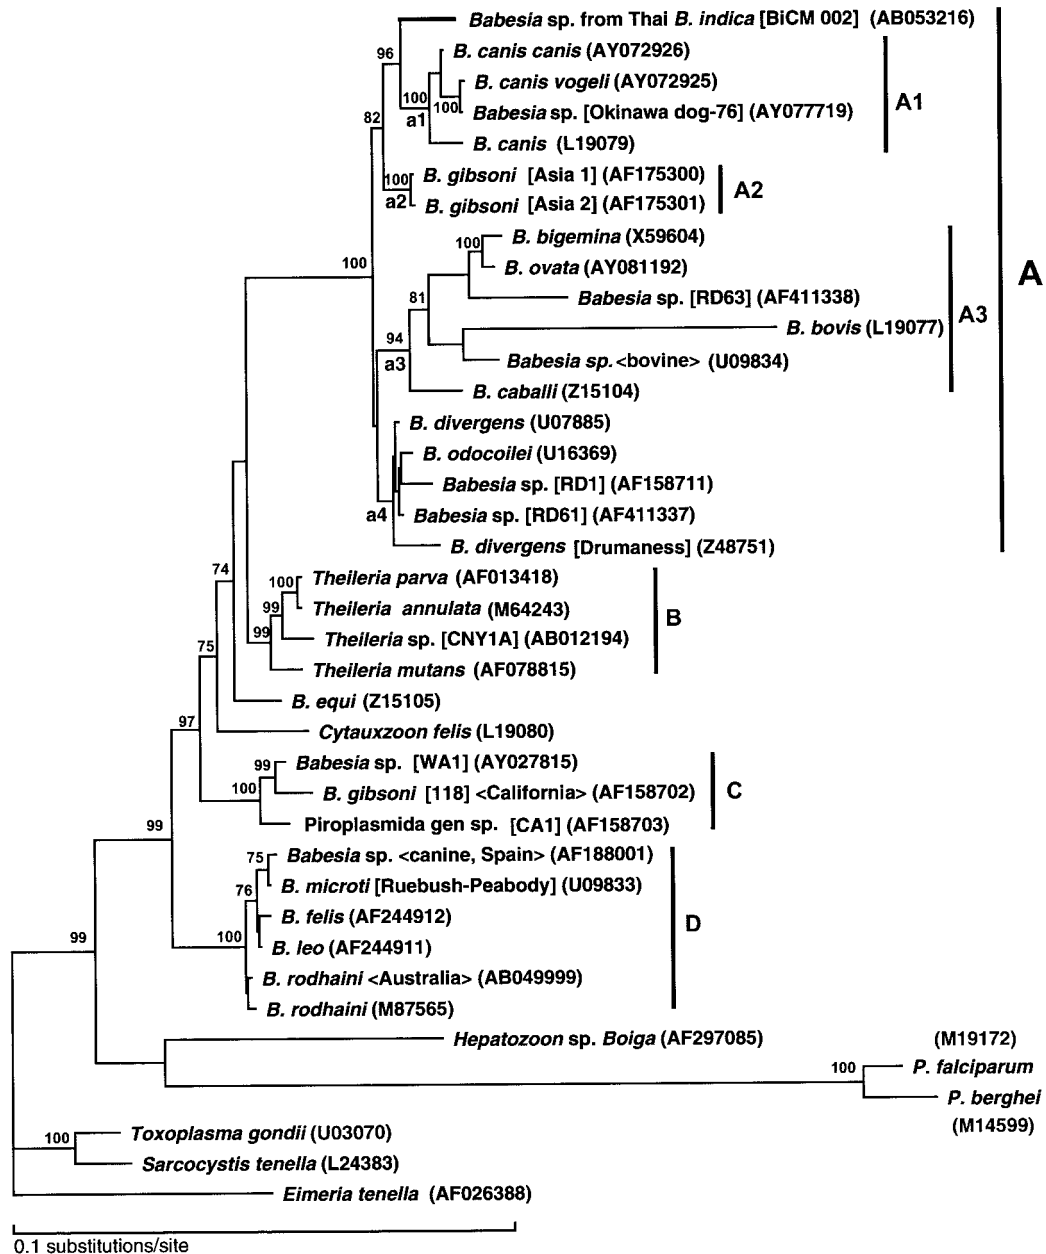 Babesia sp. from Thai B. indica [BiCM 002] (AB053216)
96
B. canis canis (AY072926)
B. canis vogeli (AY072925)
100
100
Babesia sp. [Okinawa dog-76] (AY077719)
A1
a1
82
B. canis (L19079)
B. gibsoni [Asia 1] (AF175300)
100
A2
a2
B. gibsoni [Asia 2] (AF175301)
B. bigemina (X59604)
100
100
B. ovata (AY081192)
A
81
Babesia sp. [RD63] (AF411338)
A3
B. bovis (L19077)
94
a3
Babesia sp.<bovine> (U09834)
B. caballi (Z15104)
B. divergens (U07885)
B. odocoilei (U16369)
Babesia sp. [RD1] (AF158711)
a4
Babesia sp. [RD61] (AF411337)
B. divergens [Drumaness] (Z48751)
74
100
Theileria parva (AF013418)
99
Theileria annulata (M64243)
B
99
Theileria sp. [CNY1A] (AB012194)
75
Theileria mutans (AF078815)
B. equi (Z15105)
97
Cytauxzoon felis (L19080)
99
Babesia sp. [WA1] (AY027815)
100
B. gibsoni [118] <California> (AF158702)
C
99
Piroplasmida gen sp. [CA1] (AF158703)
75
Babesia sp. <canine, Spain> (AF188001)
76
B. microti [Ruebush-Peabody] (U09833)
B. felis (AF244912)
D
99
100
B. leo (AF244911)
B. rodhaini <Australia> (AB049999)
B. rodhaini (M87565)
Hepatozoon sp. Boiga (AF297085)
(M19172)
100
P. falciparum
P. berghei
(M14599)
100
Toxoplasma gondii (U03070)
Sarcocystis tenella (L24383)
Eimeria tenella (AF026388)
0.1 substitutions/site